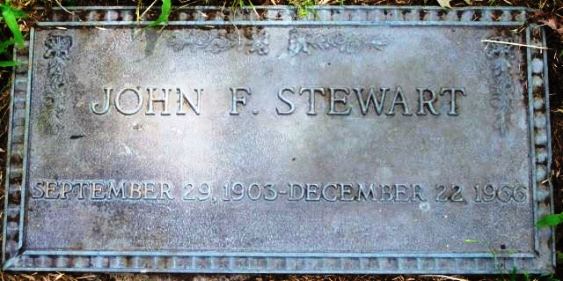 JOHN F. STEWART
SEPTEMBER 29, 1903-DECEMBER 22, 1966